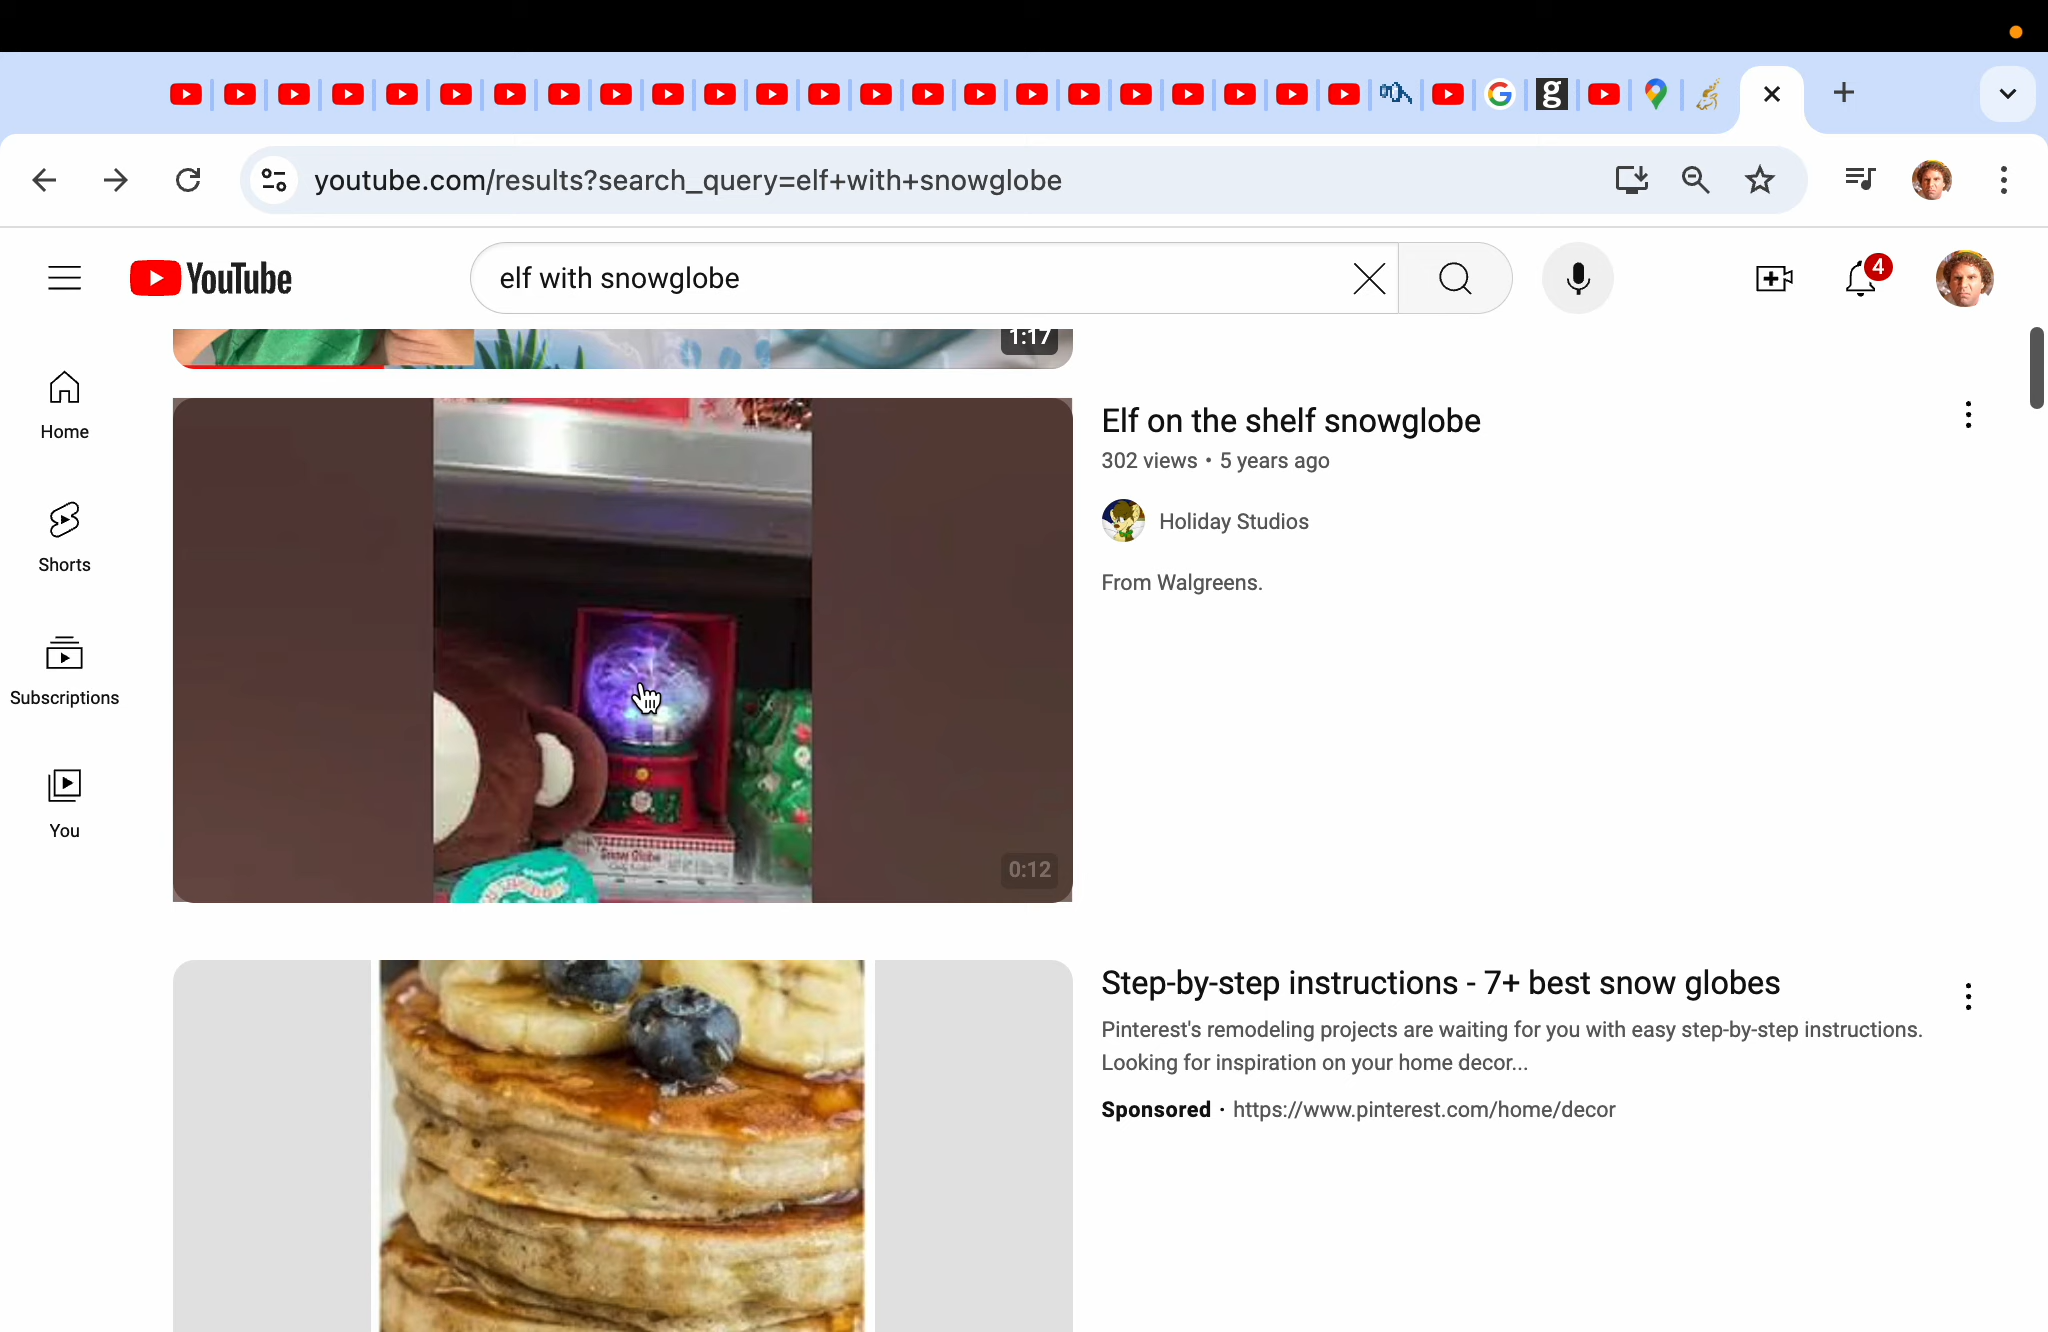 youtube.com/results?search_query=elf+with+snowglobe
YouTube
elf with snowglobe
4
1:17
Home
Shorts
Subscriptions
You
Elf on the shelf snowglobe
302 views • 5 years ago
Holiday Studios
From Walgreens.
Snow Globe
0:12
Step-by-step instructions - 7+ best snow globes
Pinterest's remodeling projects are waiting for you with easy step-by-step instructions.
Looking for inspiration on your home decor...
Sponsored · https://www.pinterest.com/home/decor